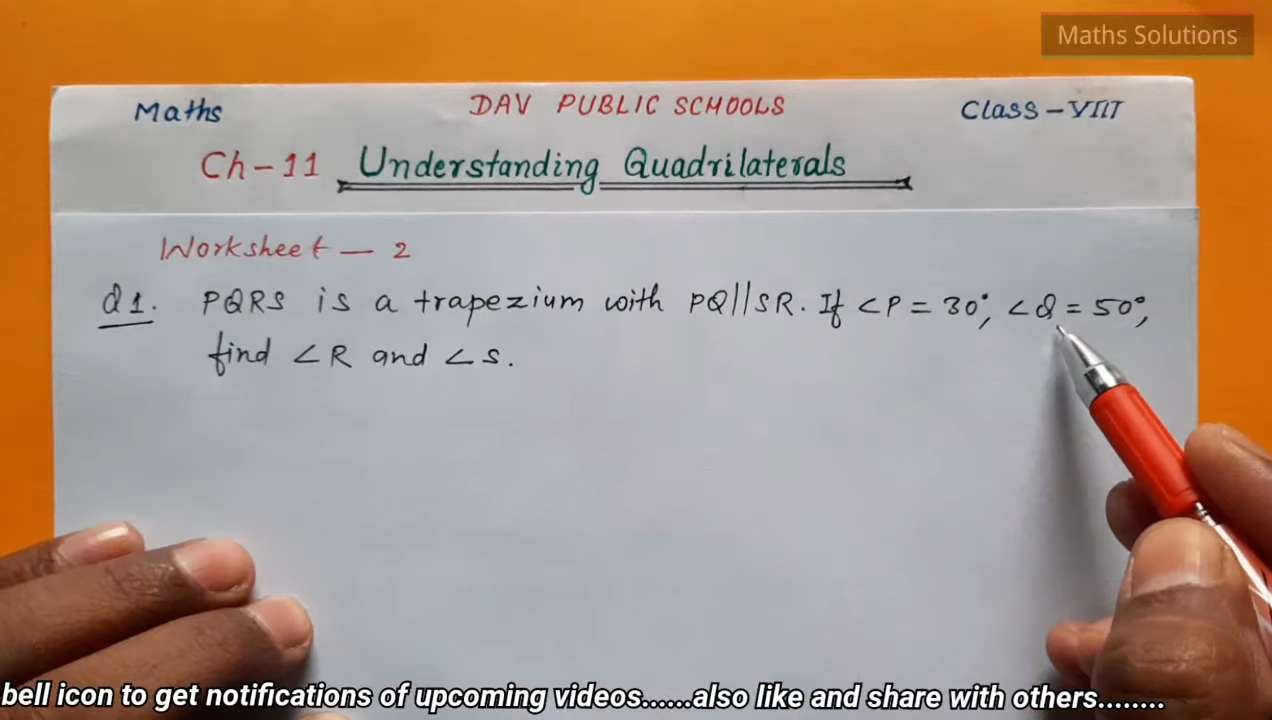 Maths Solutions
Maths DAV PUBLIC SCHOOLS Class-VIII
Ch-11 Understanding Quadrilaterals
Worksheet — 2
Q1. PQRS is a trapezium with PQ//SR. If ∠P = 30°, ∠Q = 50°,
find ∠R and ∠S.
bell icon to get notifications of upcoming videos......also like and share with others........